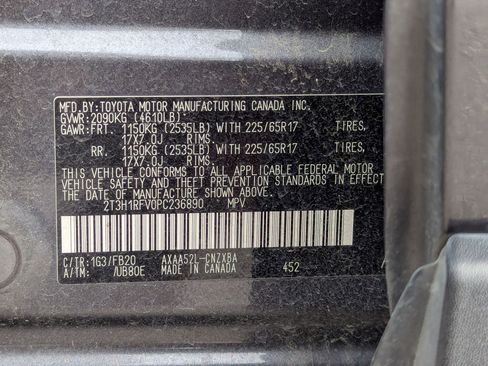 MFD.BY:TOYOTA MOTOR MANUFACTURING CANADA INC.
GVWR:2090KG (4610LB)
GAWR:FRT. 1150KG (2535LB) WITH 225/65R17 TIRES,
17X7.0J RIMS
RR. 1150KG (2535LB) WITH 225/65R17 TIRES,
17X7.0J RIMS
THIS VEHICLE CONFORMS TO ALL APPLICABLE FEDERAL MOTOR
VEHICLE SAFETY AND THEFT PREVENTION STANDARDS IN EFFECT
THE DATE OF MANUFACTURE SHOWN ABOVE.
2T3H1RFV0PC236890 MPV
C/TR:1G3/FB20 AXAA52L-CNZXBA
A/TM: /UB80E MADE IN CANADA 452